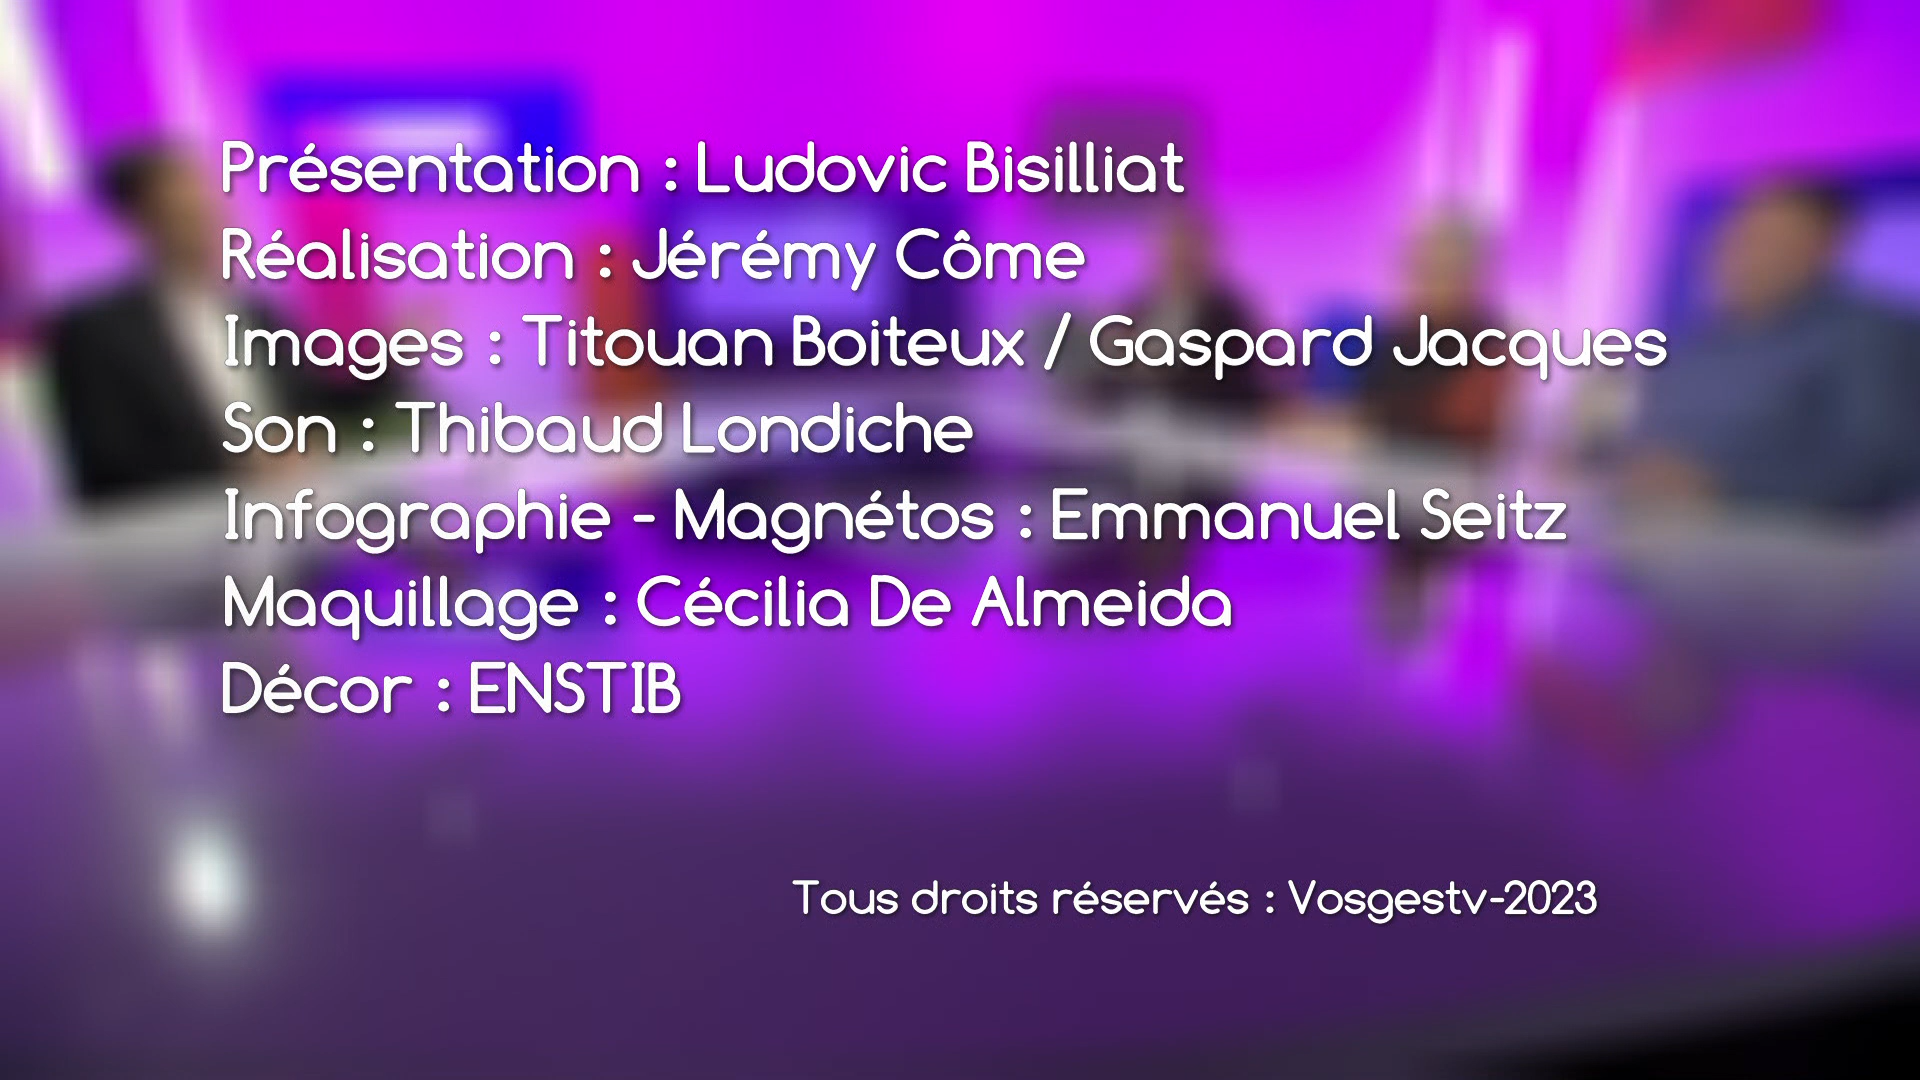 Présentation : Ludovic Bisilliat
Réalisation : Jérémy Côme
Images : Titouan Boiteux / Gaspard Jacques
Son : Thibaud Londiche
Infographie - Magnétos : Emmanuel Seitz
Maquillage : Cécilia De Almeida
Décor : ENSTIB
Tous droits réservés : Vosgestv-2023